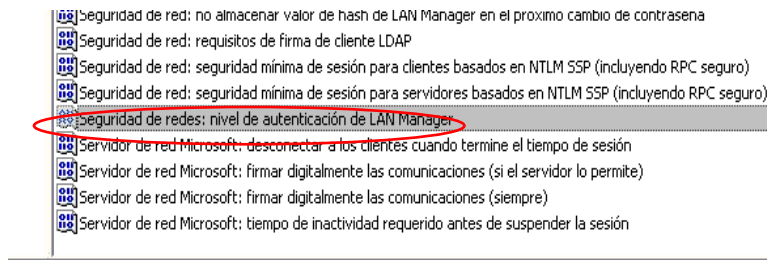 Seguridad de red: no almacenar valor de hash de LAN Manager en el próximo cambio de contraseña
Seguridad de red: requisitos de firma de cliente LDAP
Seguridad de red: seguridad mínima de sesión para clientes basados en NTLM SSP (incluyendo RPC seguro)
Seguridad de red: seguridad mínima de sesión para servidores basados en NTLM SSP (incluyendo RPC seguro)
Seguridad de redes: nivel de autenticación de LAN Manager
Servidor de red Microsoft: desconectar a los clientes cuando termine el tiempo de sesión
Servidor de red Microsoft: firmar digitalmente las comunicaciones (si el servidor lo permite)
Servidor de red Microsoft: firmar digitalmente las comunicaciones (siempre)
Servidor de red Microsoft: tiempo de inactividad requerido antes de suspender la sesión